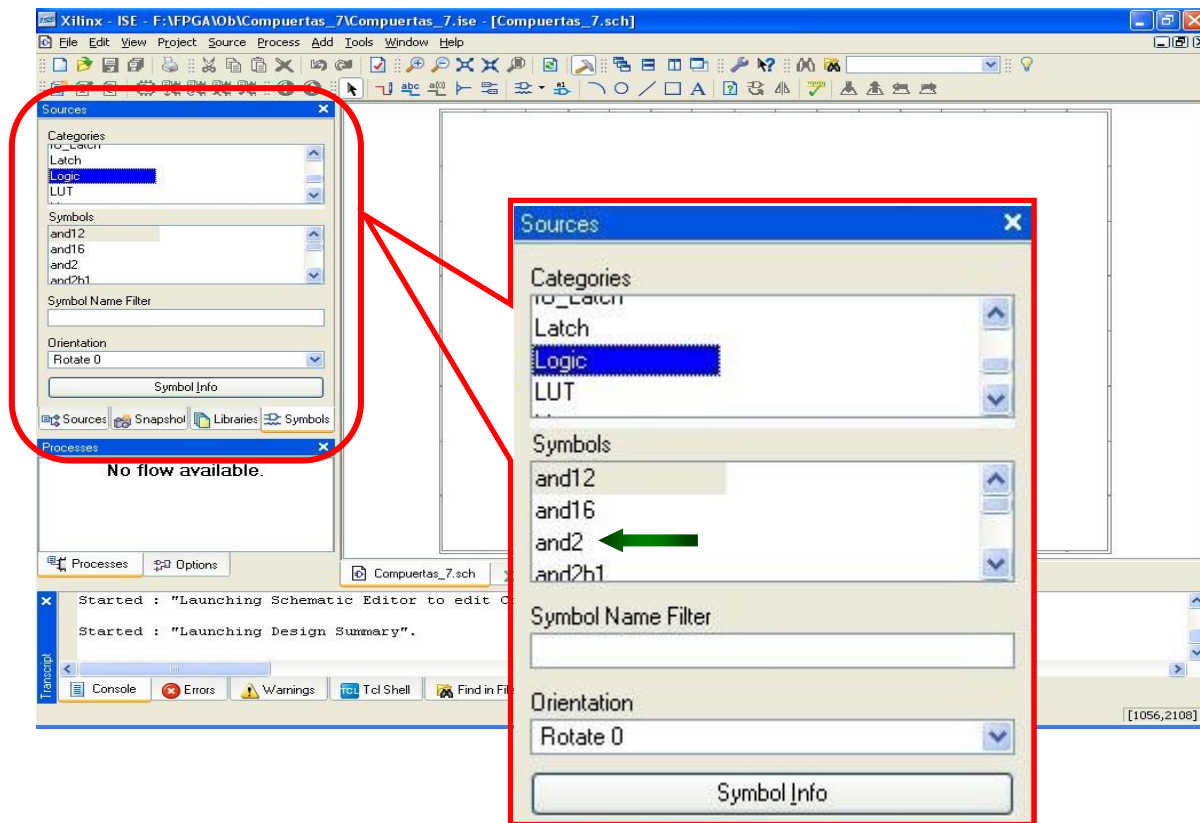 Xilinx - ISE - F:\FPGA\Ob\Compuertas_7\Compuertas_7.ise - [Compuertas_7.sch]
File Edit View Project Source Process Add Tools Window Help
Sources
Categories
IO_Latch
Latch
Logic
LUT
Symbols
and12
and16
and2
and2b1
Symbol Name Filter
Orientation
Rotate 0
Symbol Info
Sources Snapshot Libraries Symbols
Processes
No flow available.
Processes Options
Compuertas_7.sch
Started : "Launching Schematic Editor to edit C
Started : "Launching Design Summary".
Transcript
Console Errors Warnings Tcl Shell Find in Fil
[1056,2108]
Sources
Categories
IO_Latch
Latch
Logic
LUT
Symbols
and12
and16
and2
and2b1
Symbol Name Filter
Orientation
Rotate 0
Symbol Info